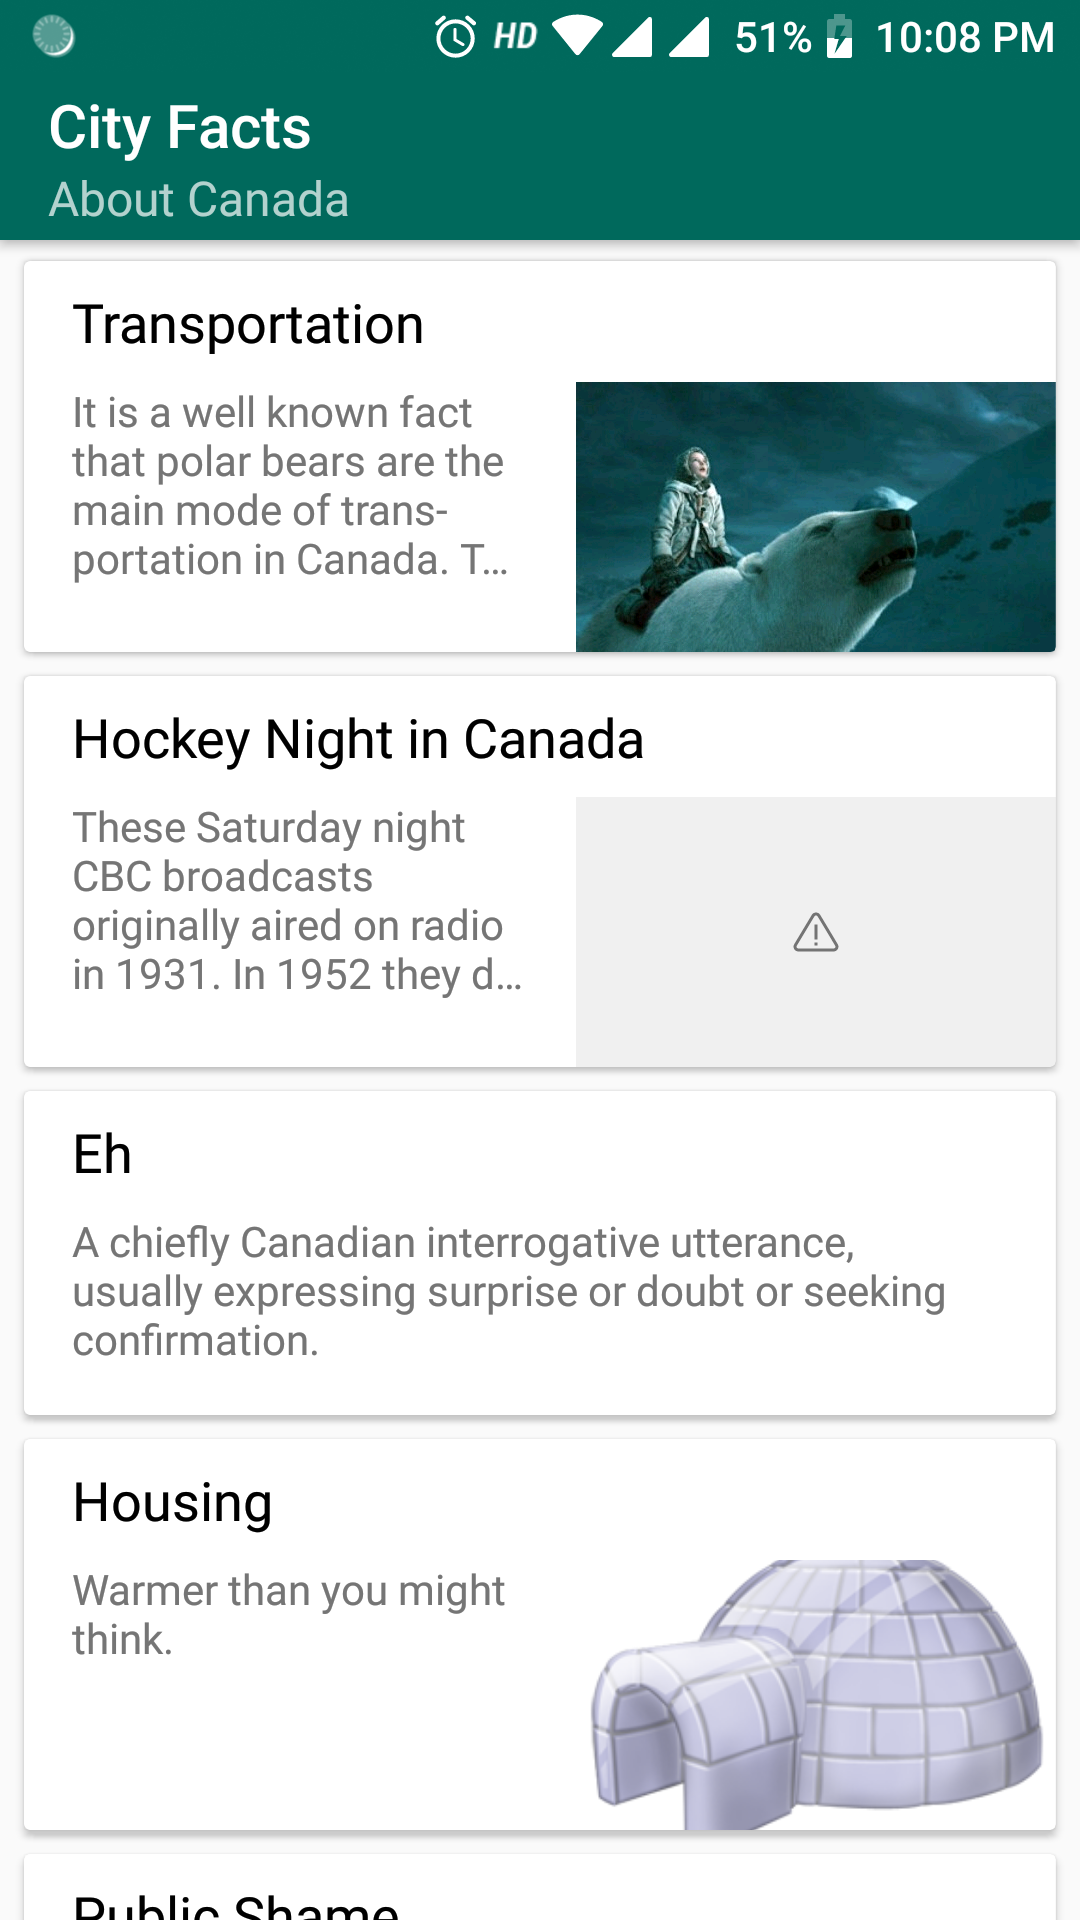 HD 51% 10:08 PM
City Facts
About Canada
Transportation
It is a well known fact
that polar bears are the
main mode of trans-
portation in Canada. T...
Hockey Night in Canada
These Saturday night
CBC broadcasts
originally aired on radio
in 1931. In 1952 they d...
Eh
A chiefly Canadian interrogative utterance,
usually expressing surprise or doubt or seeking
confirmation.
Housing
Warmer than you might
think.
Public Shame